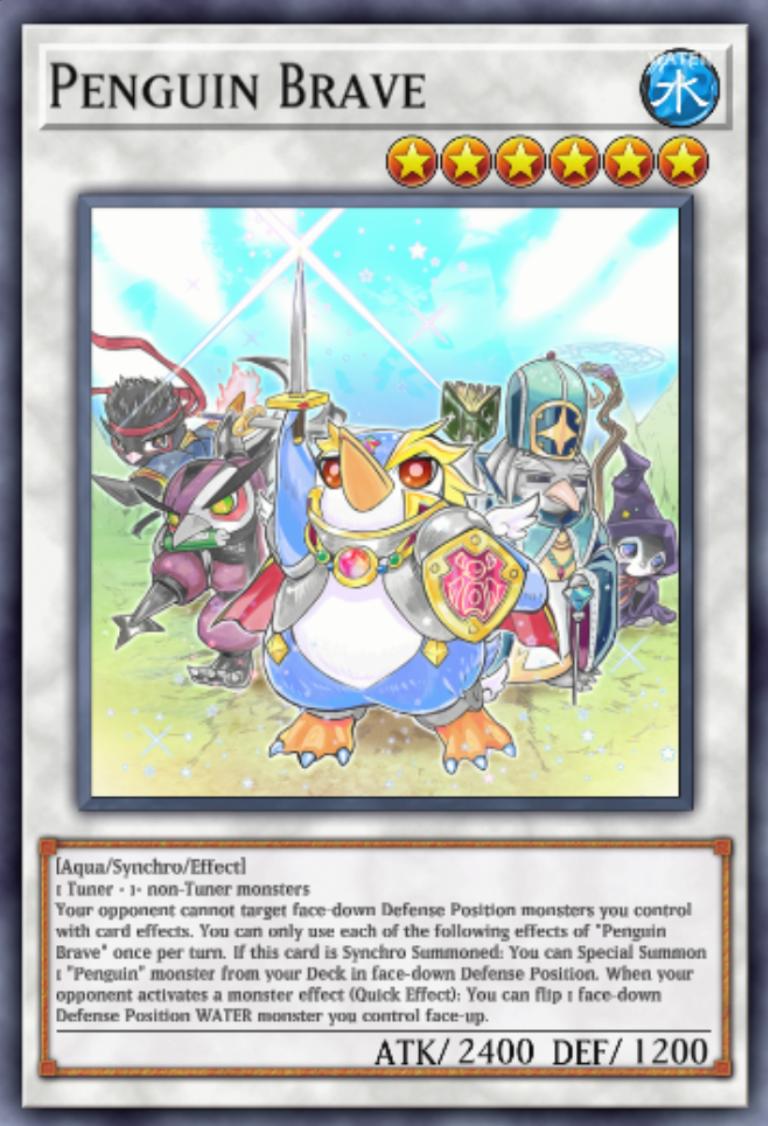 PENGUIN BRAVE
WATER
水
[Aqua/Synchro/Effect]
1 Tuner + 1+ non-Tuner monsters
Your opponent cannot target face-down Defense Position monsters you control
with card effects. You can only use each of the following effects of "Penguin
Brave" once per turn. If this card is Synchro Summoned: You can Special Summon
1 "Penguin" monster from your Deck in face-down Defense Position. When your
opponent activates a monster effect (Quick Effect): You can flip 1 face-down
Defense Position WATER monster you control face-up.
ATK/ 2400 DEF/ 1200